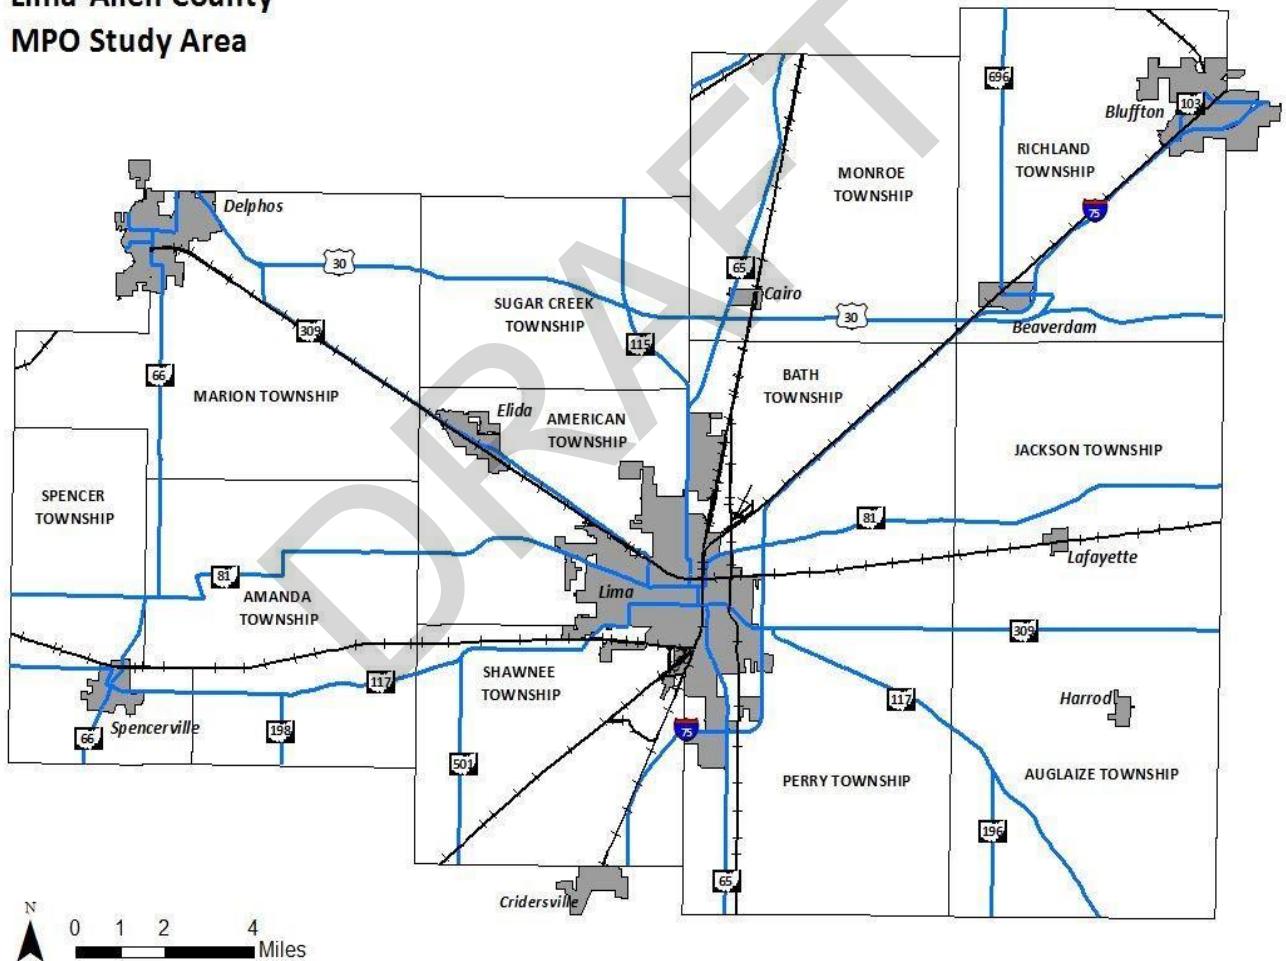 Lima-Allen County
MPO Study Area
696
Bluffton
103
RICHLAND
TOWNSHIP
MONROE
TOWNSHIP
75
Delphos
30
65
Cairo
SUGAR CREEK
TOWNSHIP
30
Beaverdam
309
115
66
MARION TOWNSHIP
BATH
TOWNSHIP
Elida
AMERICAN
TOWNSHIP
JACKSON TOWNSHIP
SPENCER
TOWNSHIP
81
Lafayette
81
AMANDA
TOWNSHIP
Lima
309
SHAWNEE
TOWNSHIP
117
117
Harrod
Spencerville
66
198
75
501
PERRY TOWNSHIP
AUGLAIZE TOWNSHIP
196
65
Cridersville
DRAFT
N
0 1 2 4
Miles